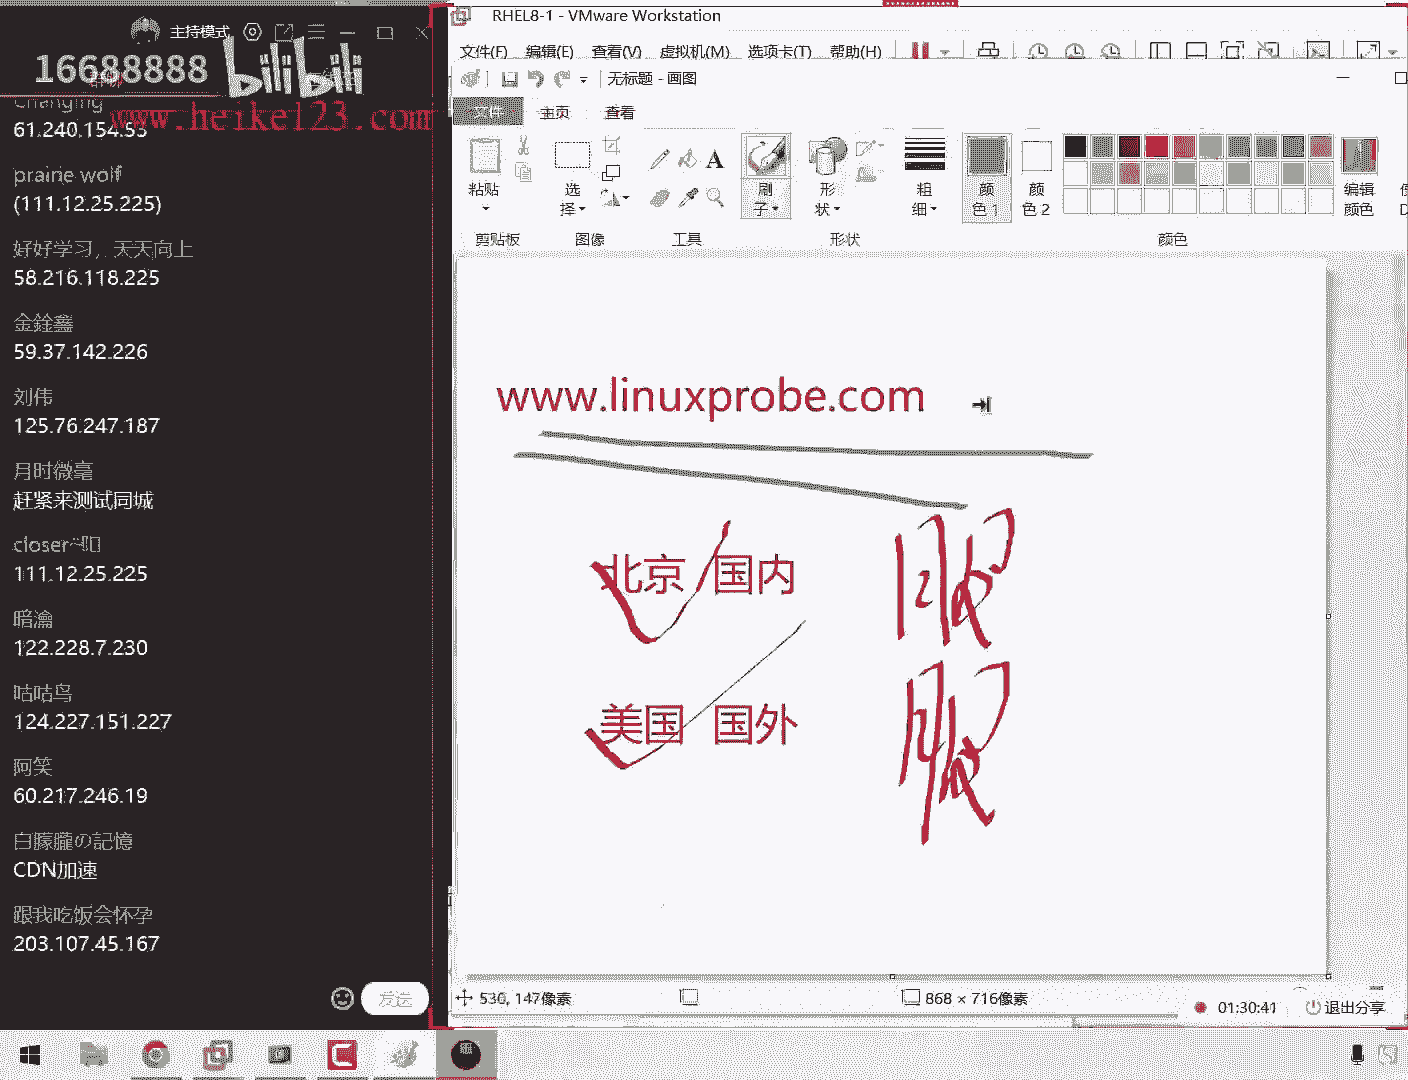 主持模式
16688888
bilibili
changing
www.heike123.com
61.240.154.53
praine wolf
(111.12.25.225)
好好学习，天天向上
58.216.118.225
金銓鑫
59.37.142.226
刘伟
125.76.247.187
月时微毫
赶紧来测试同城
closer
111.12.25.225
暗瀹
122.228.7.230
咕咕鸟
124.227.151.227
阿笑
60.217.246.19
白朦朧の記憶
CDN加速
跟我吃饭会怀孕
203.107.45.167
发送
RHEL8-1 - VMware Workstation
文件(F) 编辑(E) 查看(V) 虚拟机(M) 选项卡(T) 帮助(H)
无标题 - 画图
文件 主页 查看
粘贴 选择 刷子 形状 粗细 颜色 1 颜色 2 编辑颜色
剪贴板 图像 工具 形状 颜色
www.linuxprobe.com
北京 国内
美国 国外
530, 147像素 868 × 716像素
01:30:41 退出分享